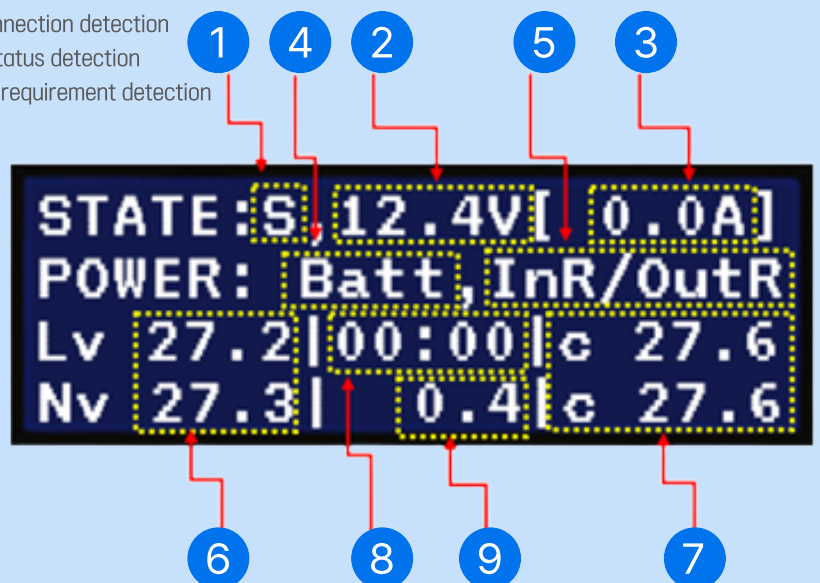 nnection detection
tatus detection
requirement detection
1 4 2 5 3
STATE:S,12.4V[ 0.0A]
POWER: Batt,InR/OutR
Lv 27.2|00:00|c 27.6
Nv 27.3| 0.4|c 27.6
6 8 9 7